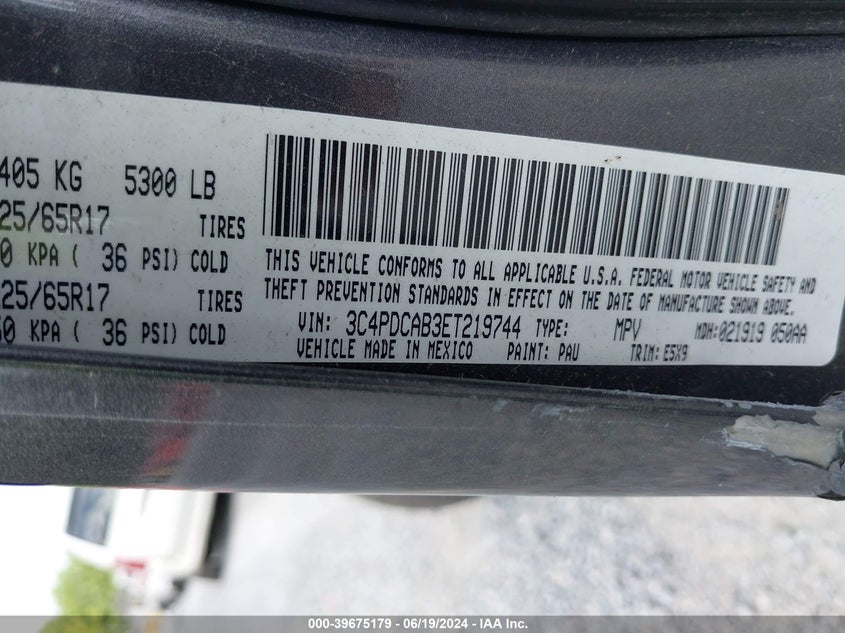 405 KG 5300 LB
25/65R17 TIRES
0 KPA ( 36 PSI) COLD
25/65R17 TIRES
50 KPA ( 36 PSI) COLD
THIS VEHICLE CONFORMS TO ALL APPLICABLE U.S.A. FEDERAL MOTOR VEHICLE SAFETY AND
THEFT PREVENTION STANDARDS IN EFFECT ON THE DATE OF MANUFACTURE SHOWN ABOVE.
VIN: 3C4PDCAB3ET219744 TYPE: MPV MDH:021919 050AA
VEHICLE MADE IN MEXICO PAINT: PAU TRIM: E5X9
000-39675179 - 06/19/2024 - IAA Inc.